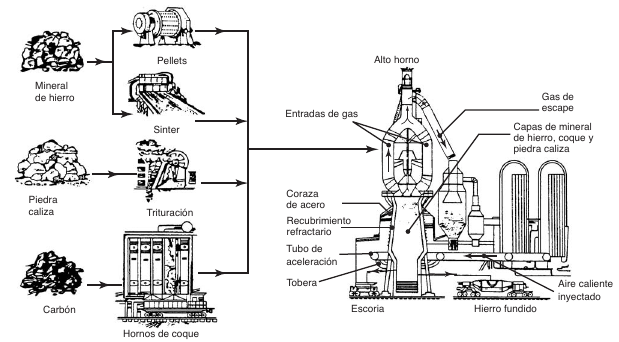 Mineral
de hierro
Pellets
Sinter
Piedra
caliza
Trituración
Carbón
Hornos de coque
Alto horno
Entradas de gas
Gas de
escape
Capas de mineral
de hierro, coque y
piedra caliza
Coraza
de acero
Recubrimiento
refractario
Tubo de
aceleración
Tobera
Escoria
Hierro fundido
Aire caliente
inyectado